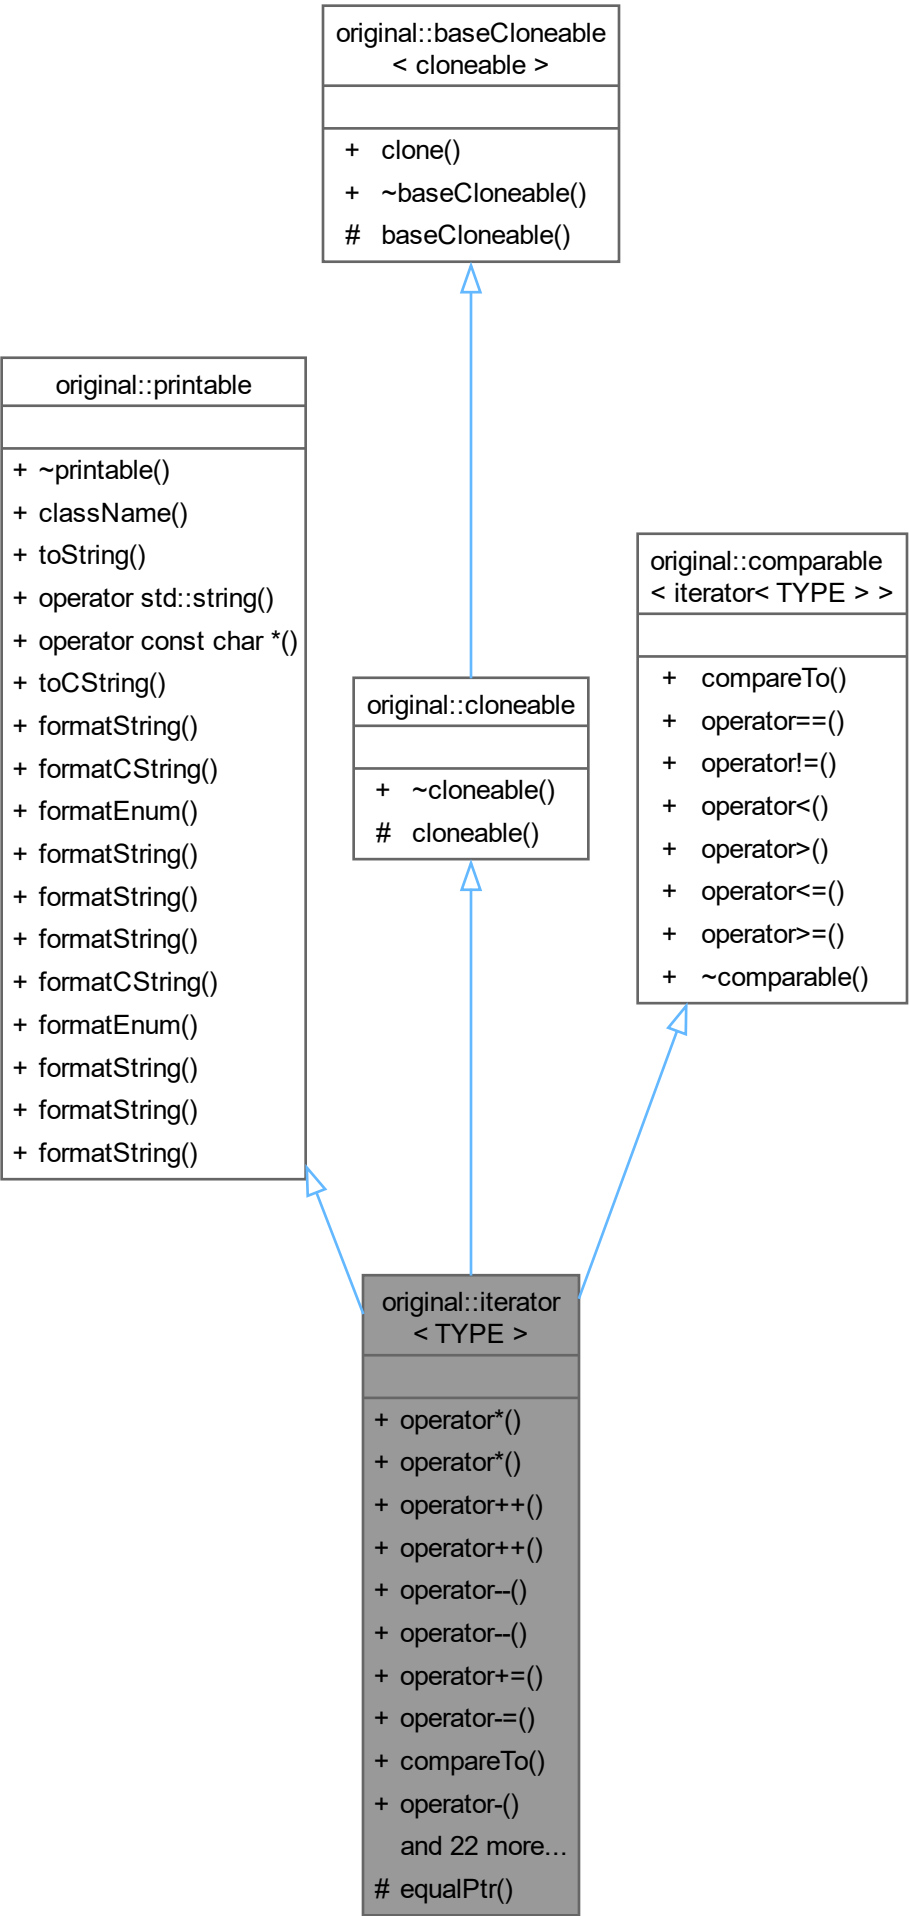 original::baseCloneable
< cloneable >
+ clone()
+ ~baseCloneable()
# baseCloneable()
original::printable
+ ~printable()
+ className()
+ toString()
+ operator std::string()
+ operator const char *()
+ toCString()
+ formatString()
+ formatCString()
+ formatEnum()
+ formatString()
+ formatString()
+ formatString()
+ formatCString()
+ formatEnum()
+ formatString()
+ formatString()
+ formatString()
original::cloneable
+ ~cloneable()
# cloneable()
original::comparable
< iterator< TYPE > >
+ compareTo()
+ operator==()
+ operator!=()
+ operator<()
+ operator>()
+ operator<=()
+ operator>=()
+ ~comparable()
original::iterator
< TYPE >
+ operator*()
+ operator*()
+ operator++()
+ operator++()
+ operator--()
+ operator--()
+ operator+=()
+ operator-=()
+ compareTo()
+ operator-()
and 22 more...
# equalPtr()